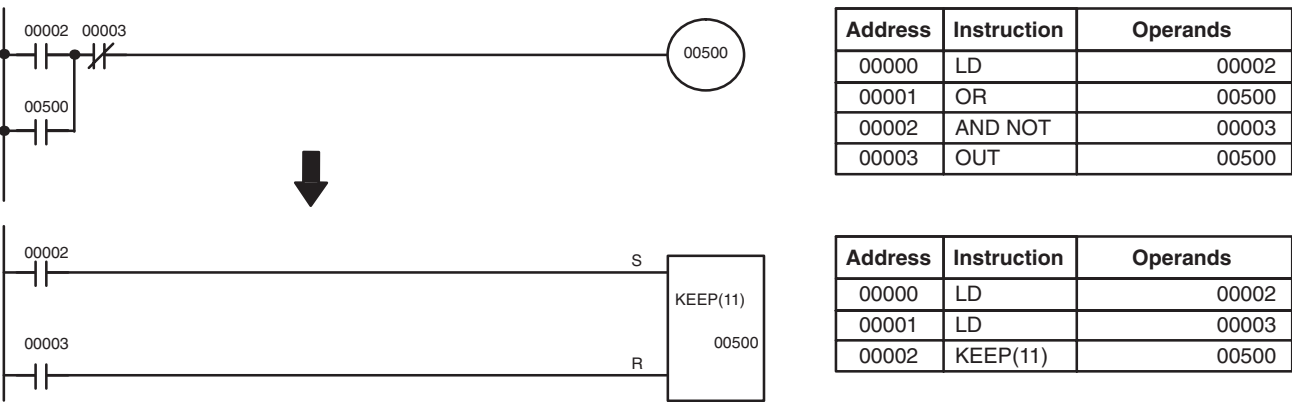 00002 00003
00500
00500
Address Instruction Operands
00000 LD 00002
00001 OR 00500
00002 AND NOT 00003
00003 OUT 00500
00002
S
KEEP(11)
00500
00003
R
Address Instruction Operands
00000 LD 00002
00001 LD 00003
00002 KEEP(11) 00500